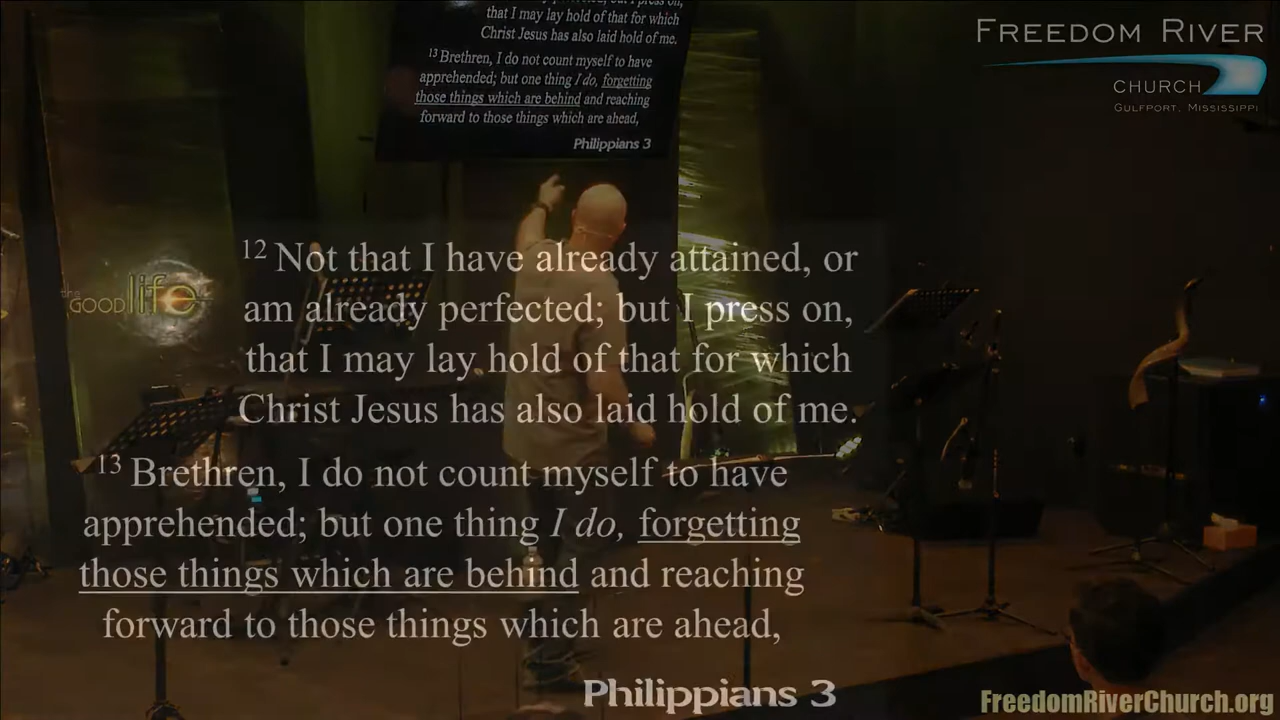 that I may lay hold of that for which
Christ Jesus has also laid hold of me.
13 Brethren, I do not count myself to have
apprehended; but one thing I do, forgetting
those things which are behind and reaching
forward to those things which are ahead,
Philippians 3
FREEDOM RIVER
CHURCH
GULFPORT, MISSISSIPPI
the
GOOD life
12 Not that I have already attained, or
am already perfected; but I press on,
that I may lay hold of that for which
Christ Jesus has also laid hold of me.
13 Brethren, I do not count myself to have
apprehended; but one thing I do, forgetting
those things which are behind and reaching
forward to those things which are ahead,
Philippians 3
FreedomRiverChurch.org